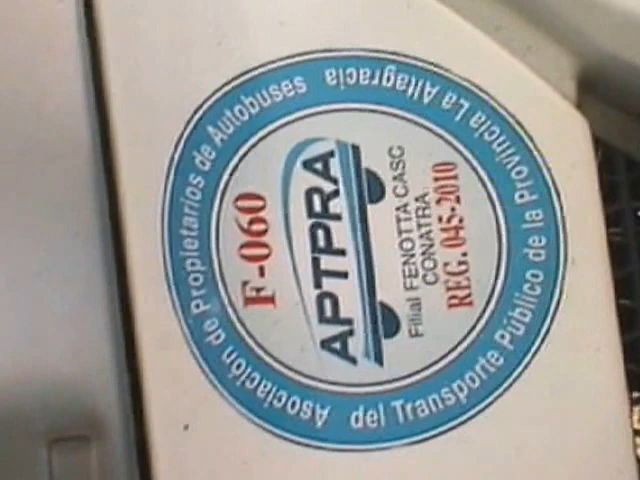 Asociación de Propietarios de Autobuses
del Transporte Público de la Provincia La Altagracia
F-060
APTPRA
Filial FENOTTA CASC
CONATRA
REG. 045-2010